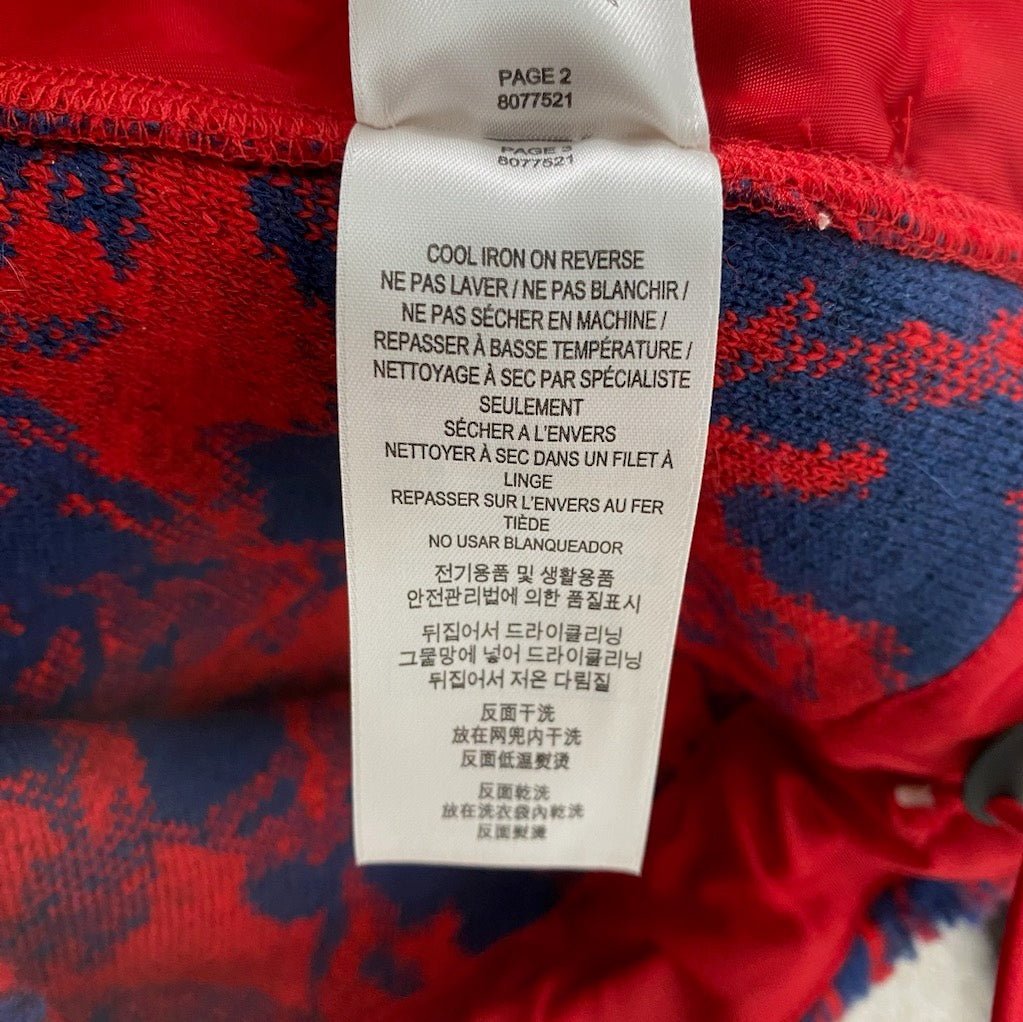 PAGE 2
8077521
PAGE 3
8077521
COOL IRON ON REVERSE
NE PAS LAVER / NE PAS BLANCHIR /
NE PAS SÉCHER EN MACHINE /
REPASSER À BASSE TEMPÉRATURE /
NETTOYAGE À SEC PAR SPÉCIALISTE
SEULEMENT
SÉCHER A L'ENVERS
NETTOYER À SEC DANS UN FILET À
LINGE
REPASSER SUR L'ENVERS AU FER
TIÈDE
NO USAR BLANQUEADOR
전기용품 및 생활용품
안전관리법에 의한 품질표시
뒤집어서 드라이클리닝
그물망에 넣어 드라이클리닝
뒤집어서 저온 다림질
反面干洗
放在网兜内干洗
反面低温熨烫
反面乾洗
放在洗衣袋內乾洗
反面熨燙